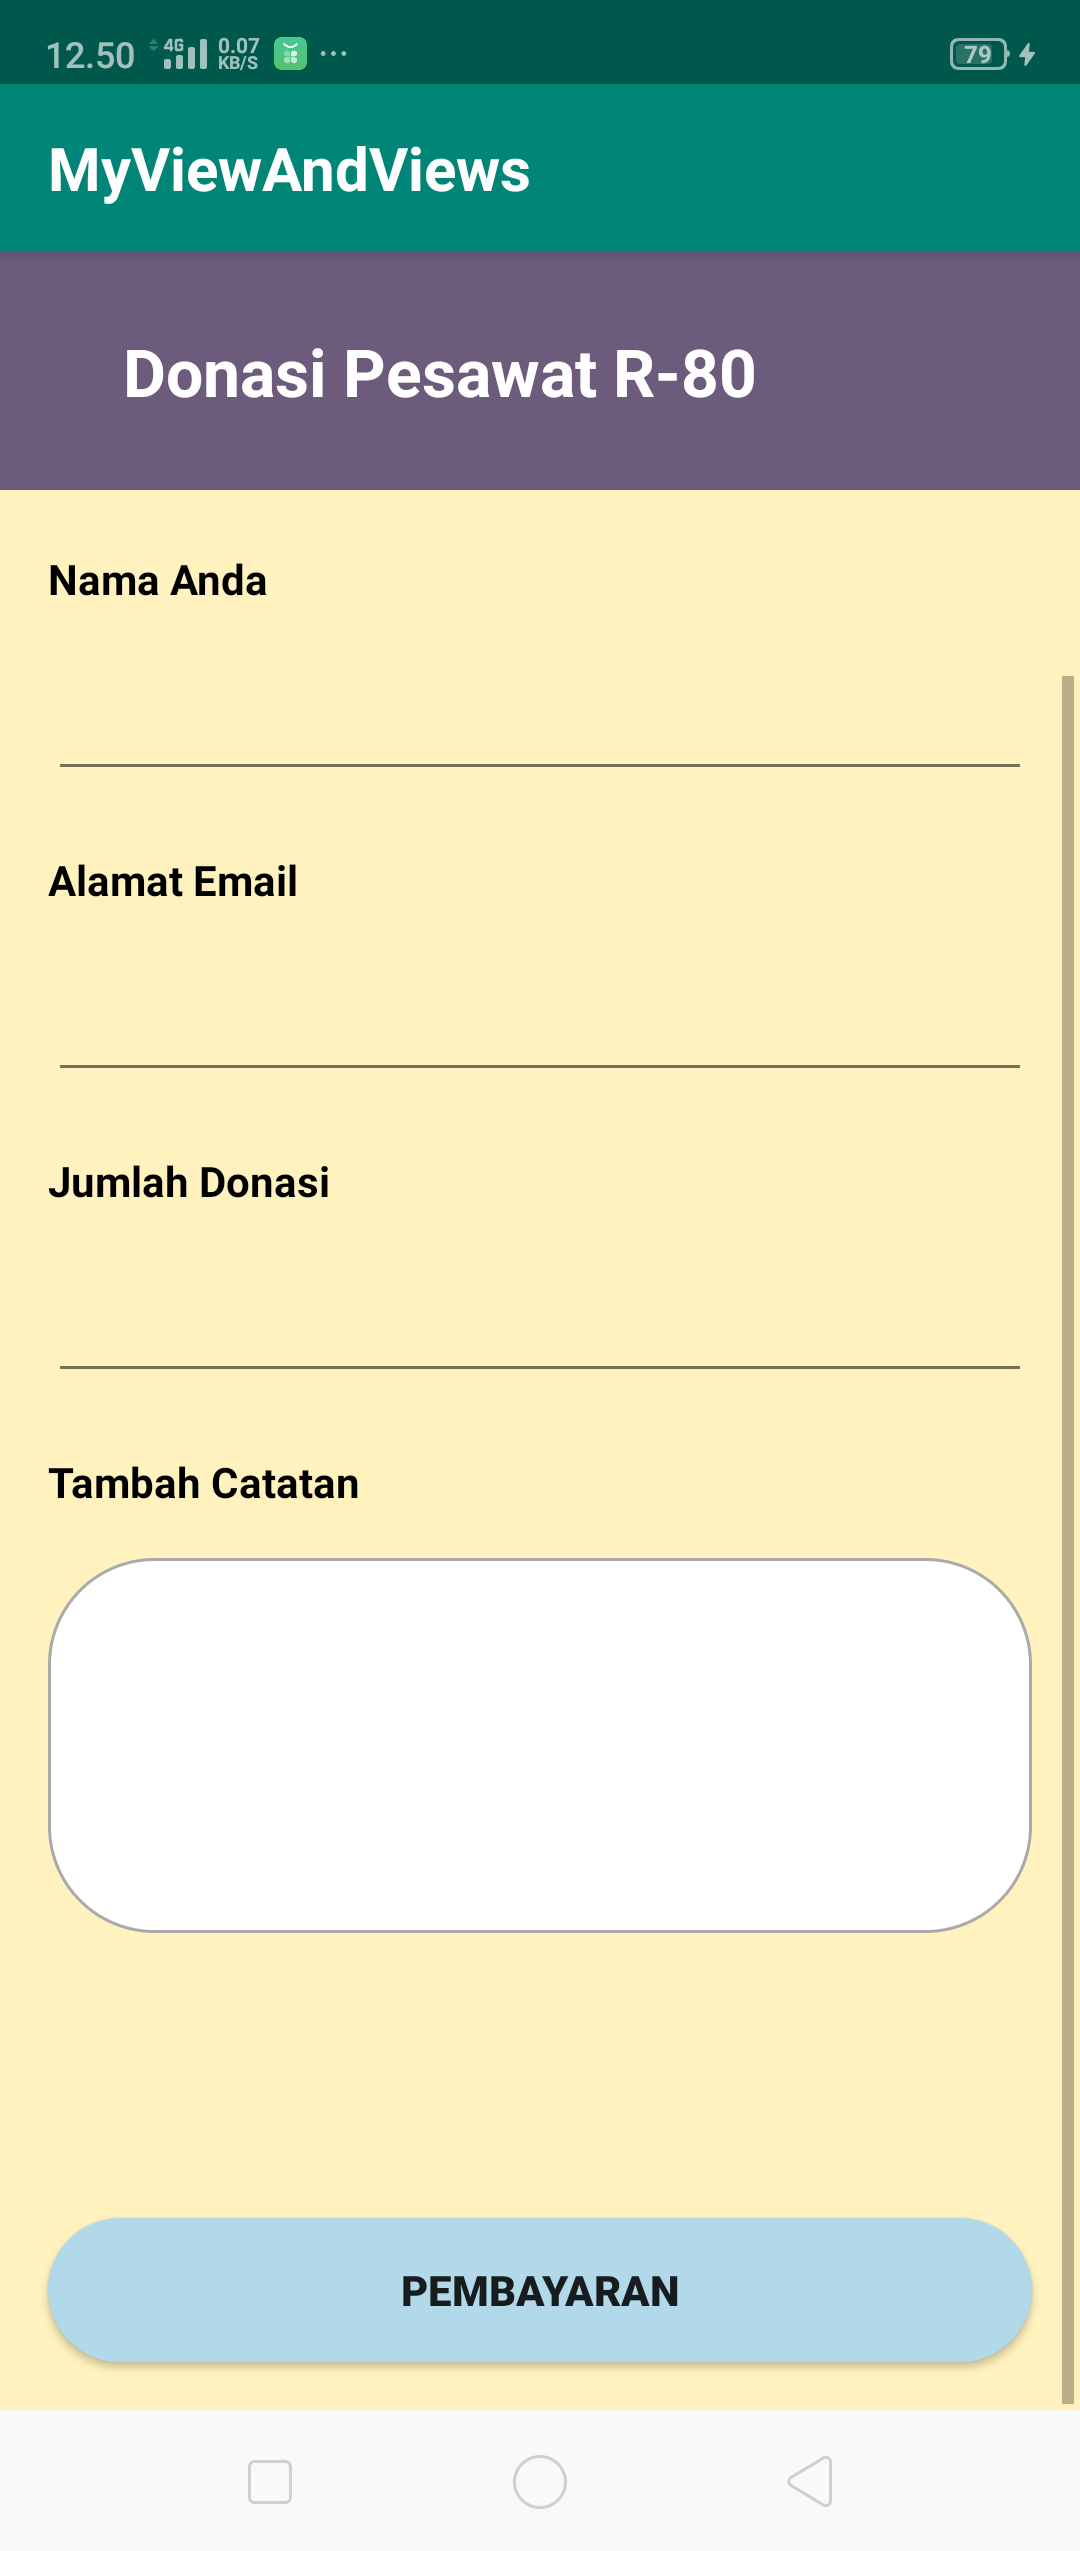 12.50 4G 0.07 KB/S ... 79
MyViewAndViews
Donasi Pesawat R-80
Nama Anda
Alamat Email
Jumlah Donasi
Tambah Catatan
PEMBAYARAN